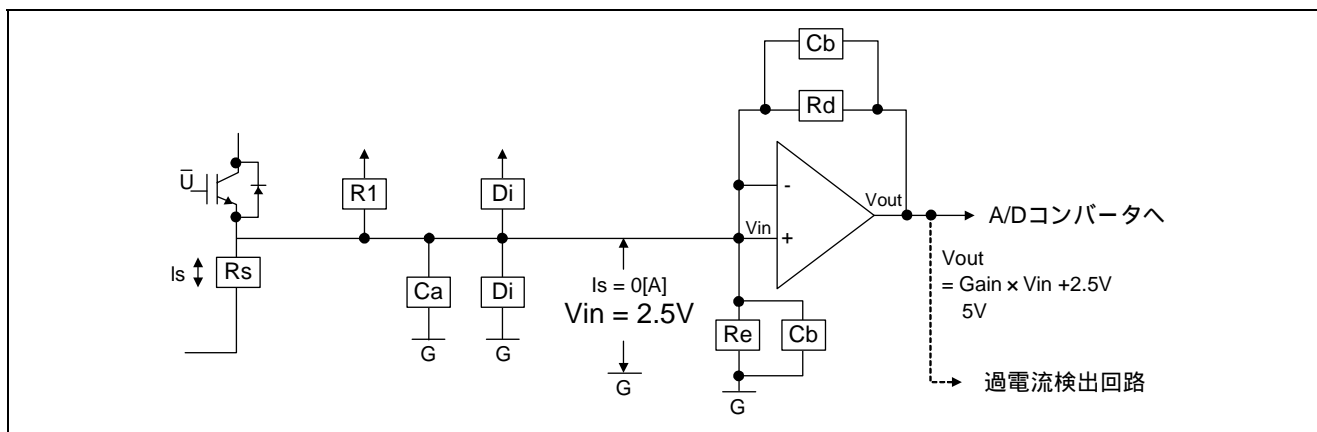 Cb
Rd
Ū
R1
Di
-
Vout
A/Dコンバータへ
Vin
+
Is
Rs
Ca
Di
Is = 0[A]
Vin = 2.5V
Re
Cb
Vout
= Gain × Vin +2.5V
5V
G
G
G
G
過電流検出回路